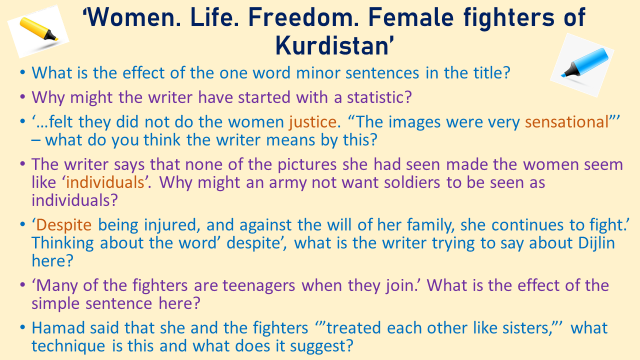 ‘Women. Life. Freedom. Female fighters of
Kurdistan’
• What is the effect of the one word minor sentences in the title?
• Why might the writer have started with a statistic?
• ‘…felt they did not do the women justice. “The images were very sensational”’
– what do you think the writer means by this?
• The writer says that none of the pictures she had seen made the women seem
like ‘individuals’. Why might an army not want soldiers to be seen as
individuals?
• ‘Despite being injured, and against the will of her family, she continues to fight.’
Thinking about the word’ despite’, what is the writer trying to say about Dijlin
here?
• ‘Many of the fighters are teenagers when they join.’ What is the effect of the
simple sentence here?
• Hamad said that she and the fighters ‘”treated each other like sisters,”’ what
technique is this and what does it suggest?